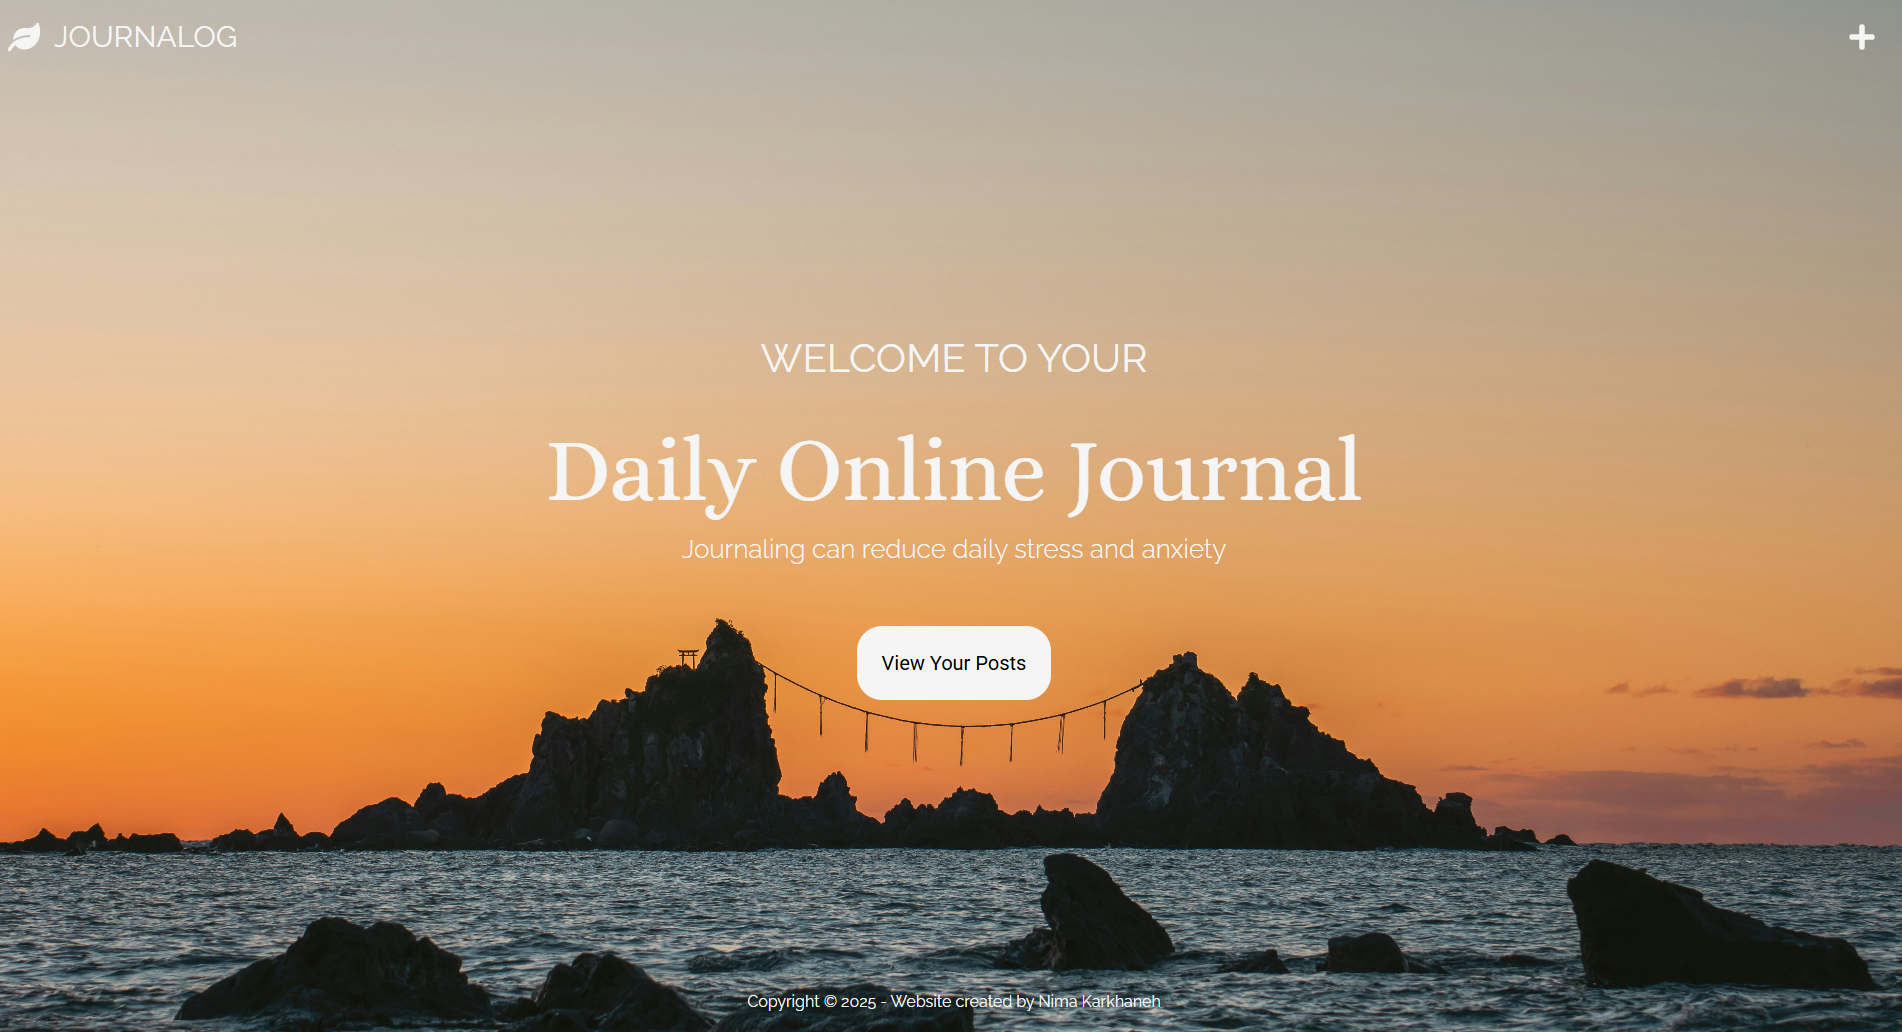 JOURNALOG
WELCOME TO YOUR
Daily Online Journal
Journaling can reduce daily stress and anxiety
View Your Posts
Copyright © 2025 - Website created by Nima Karkhaneh